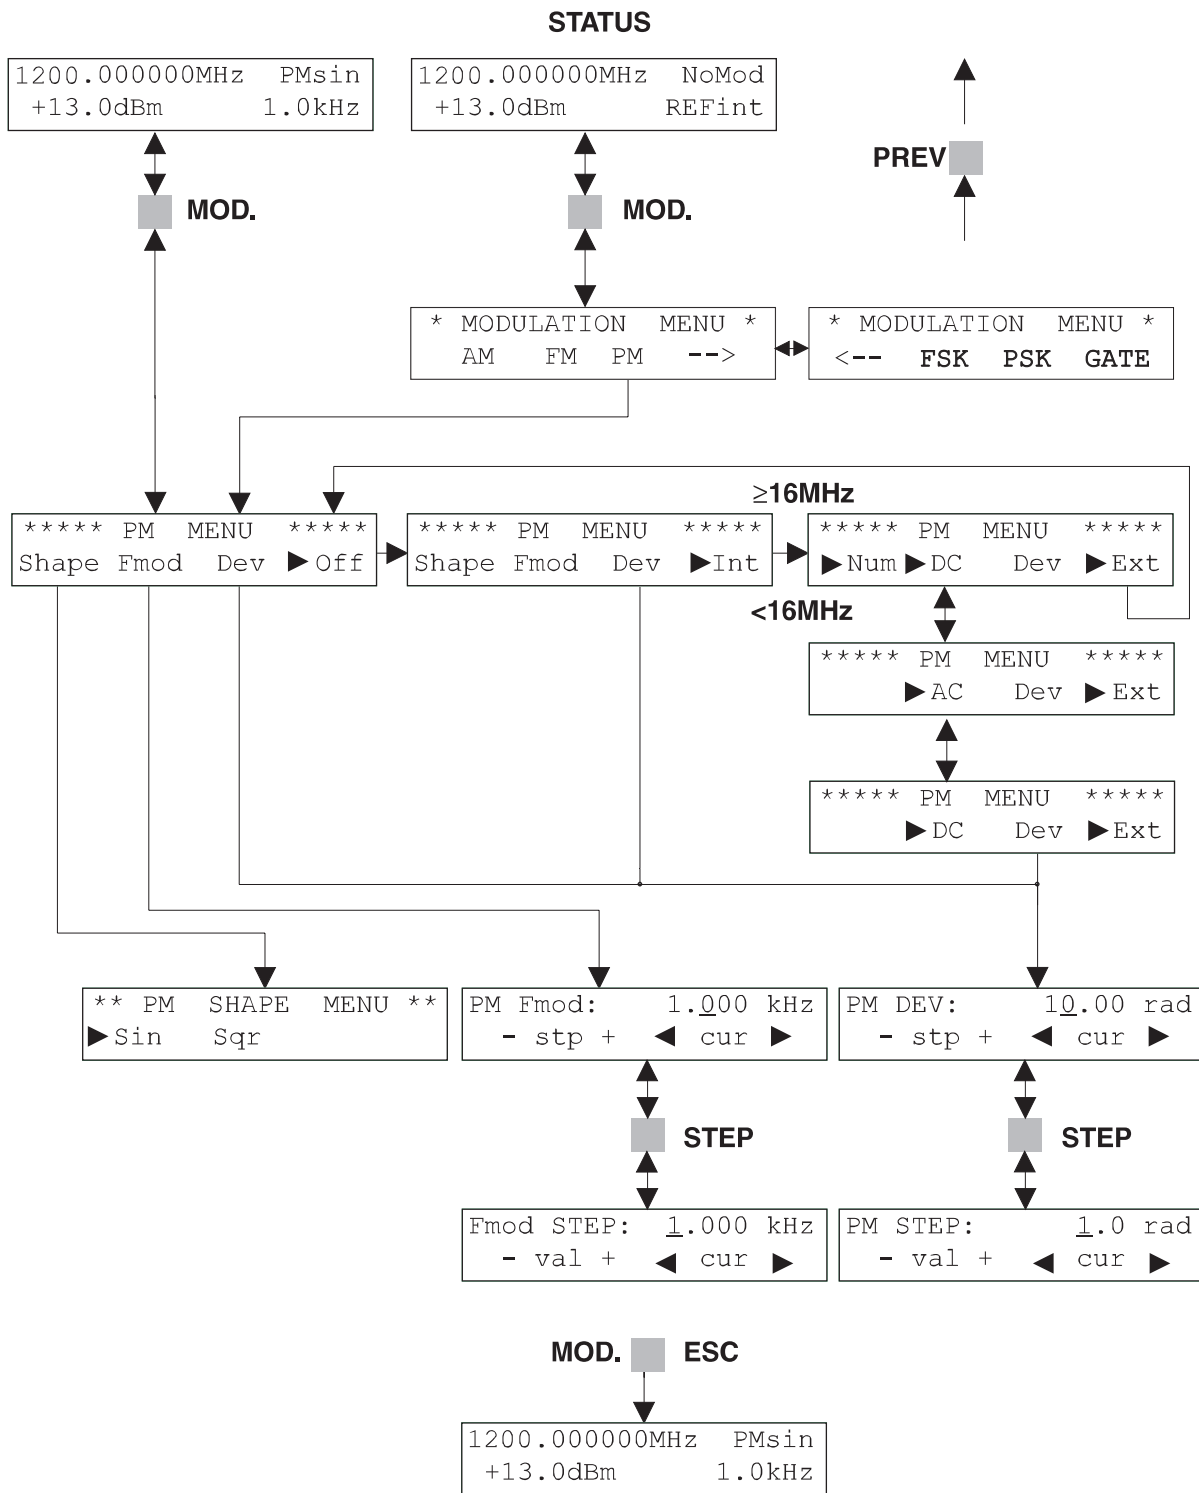 STATUS
1200.000000MHz PMsin
+13.0dBm 1.0kHz
1200.000000MHz NoMod
+13.0dBm REFint
PREV
MOD.
MOD.
* MODULATION MENU *
AM FM PM -->
* MODULATION MENU *
<-- FSK PSK GATE
≥16MHz
***** PM MENU *****
Shape Fmod Dev ▶Off
***** PM MENU *****
Shape Fmod Dev ▶Int
***** PM MENU *****
▶Num ▶DC Dev ▶Ext
<16MHz
***** PM MENU *****
▶AC Dev ▶Ext
***** PM MENU *****
▶DC Dev ▶Ext
** PM SHAPE MENU **
▶Sin Sqr
PM Fmod: 1.000 kHz
- stp + ◀ cur ▶
PM DEV: 10.00 rad
- stp + ◀ cur ▶
STEP
STEP
Fmod STEP: 1.000 kHz
- val + ◀ cur ▶
PM STEP: 1.0 rad
- val + ◀ cur ▶
MOD. ESC
1200.000000MHz PMsin
+13.0dBm 1.0kHz